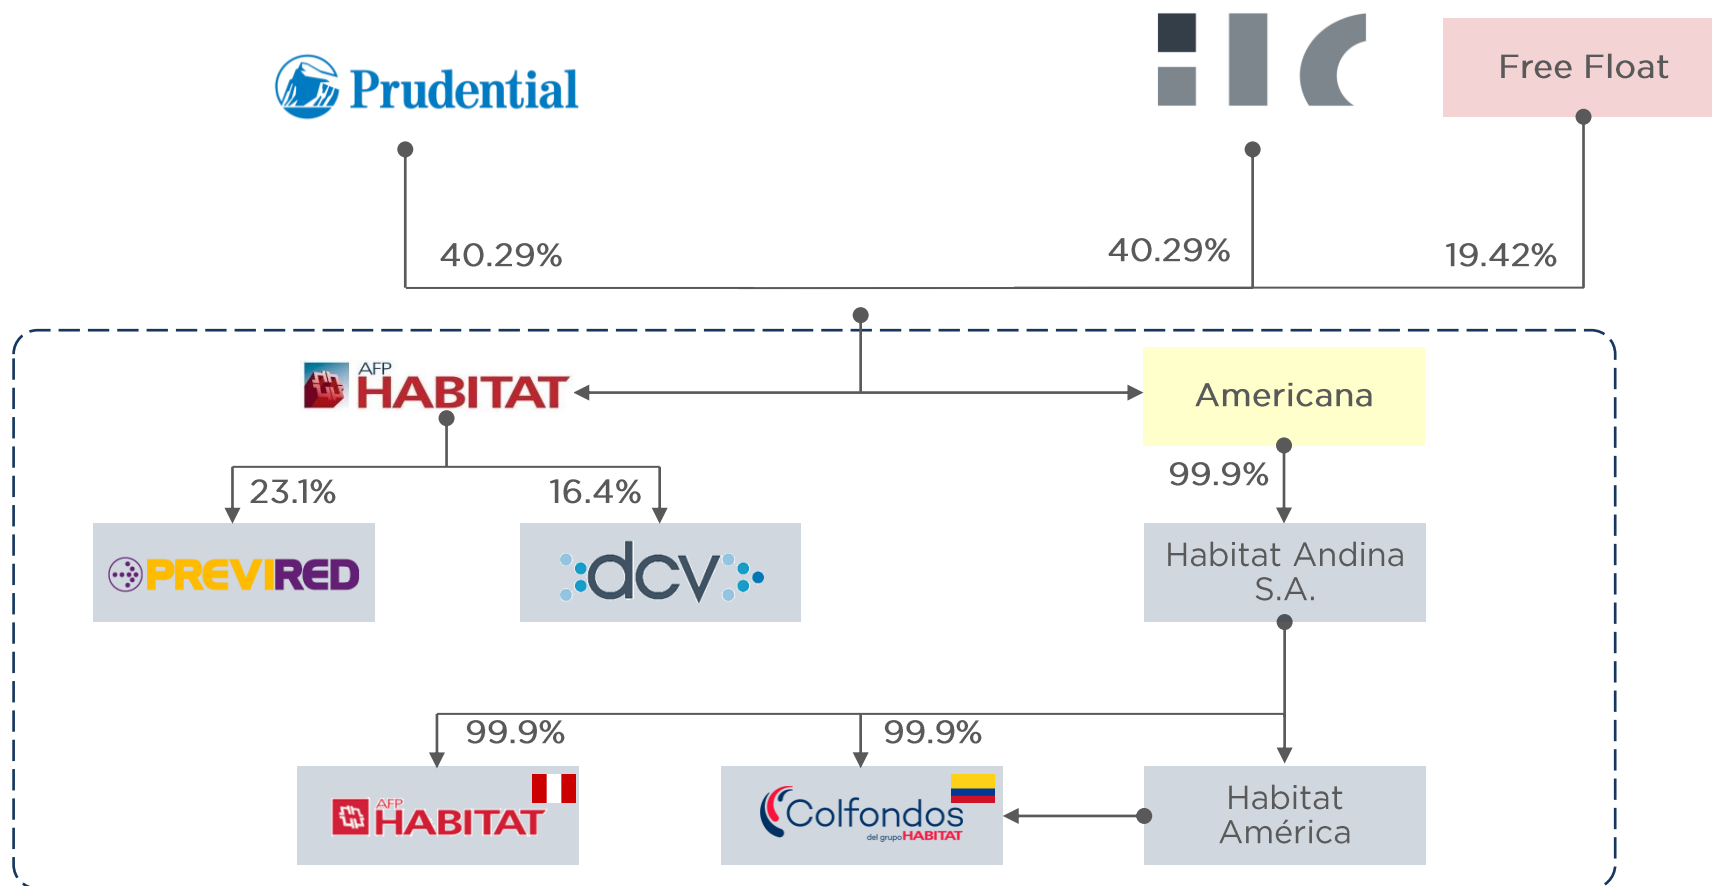 Prudential
ILC
Free Float
40.29%
40.29%
19.42%
AFP
HABITAT
Americana
23.1%
16.4%
99.9%
PREVIRED
dcv
Habitat Andina
S.A.
99.9%
99.9%
AFP
HABITAT
Colfondos
del grupo HABITAT
Habitat
América